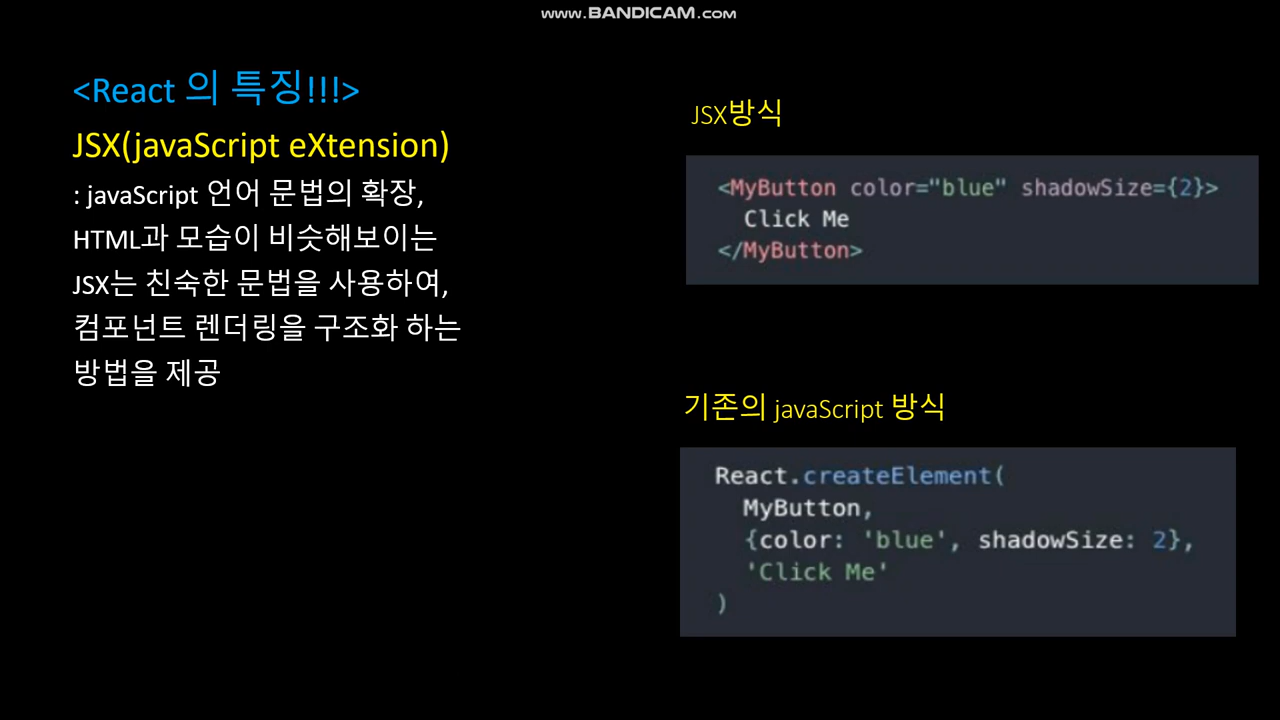 www.BANDICAM.com
<React 의 특징!!!>
JSX(javaScript eXtension)
: javaScript 언어 문법의 확장,
HTML과 모습이 비슷해보이는
JSX는 친숙한 문법을 사용하여,
컴포넌트 렌더링을 구조화 하는
방법을 제공
JSX방식
<MyButton color="blue" shadowSize={2}>
Click Me
</MyButton>
기존의 javaScript 방식
React.createElement(
MyButton,
{color: 'blue', shadowSize: 2},
'Click Me'
)